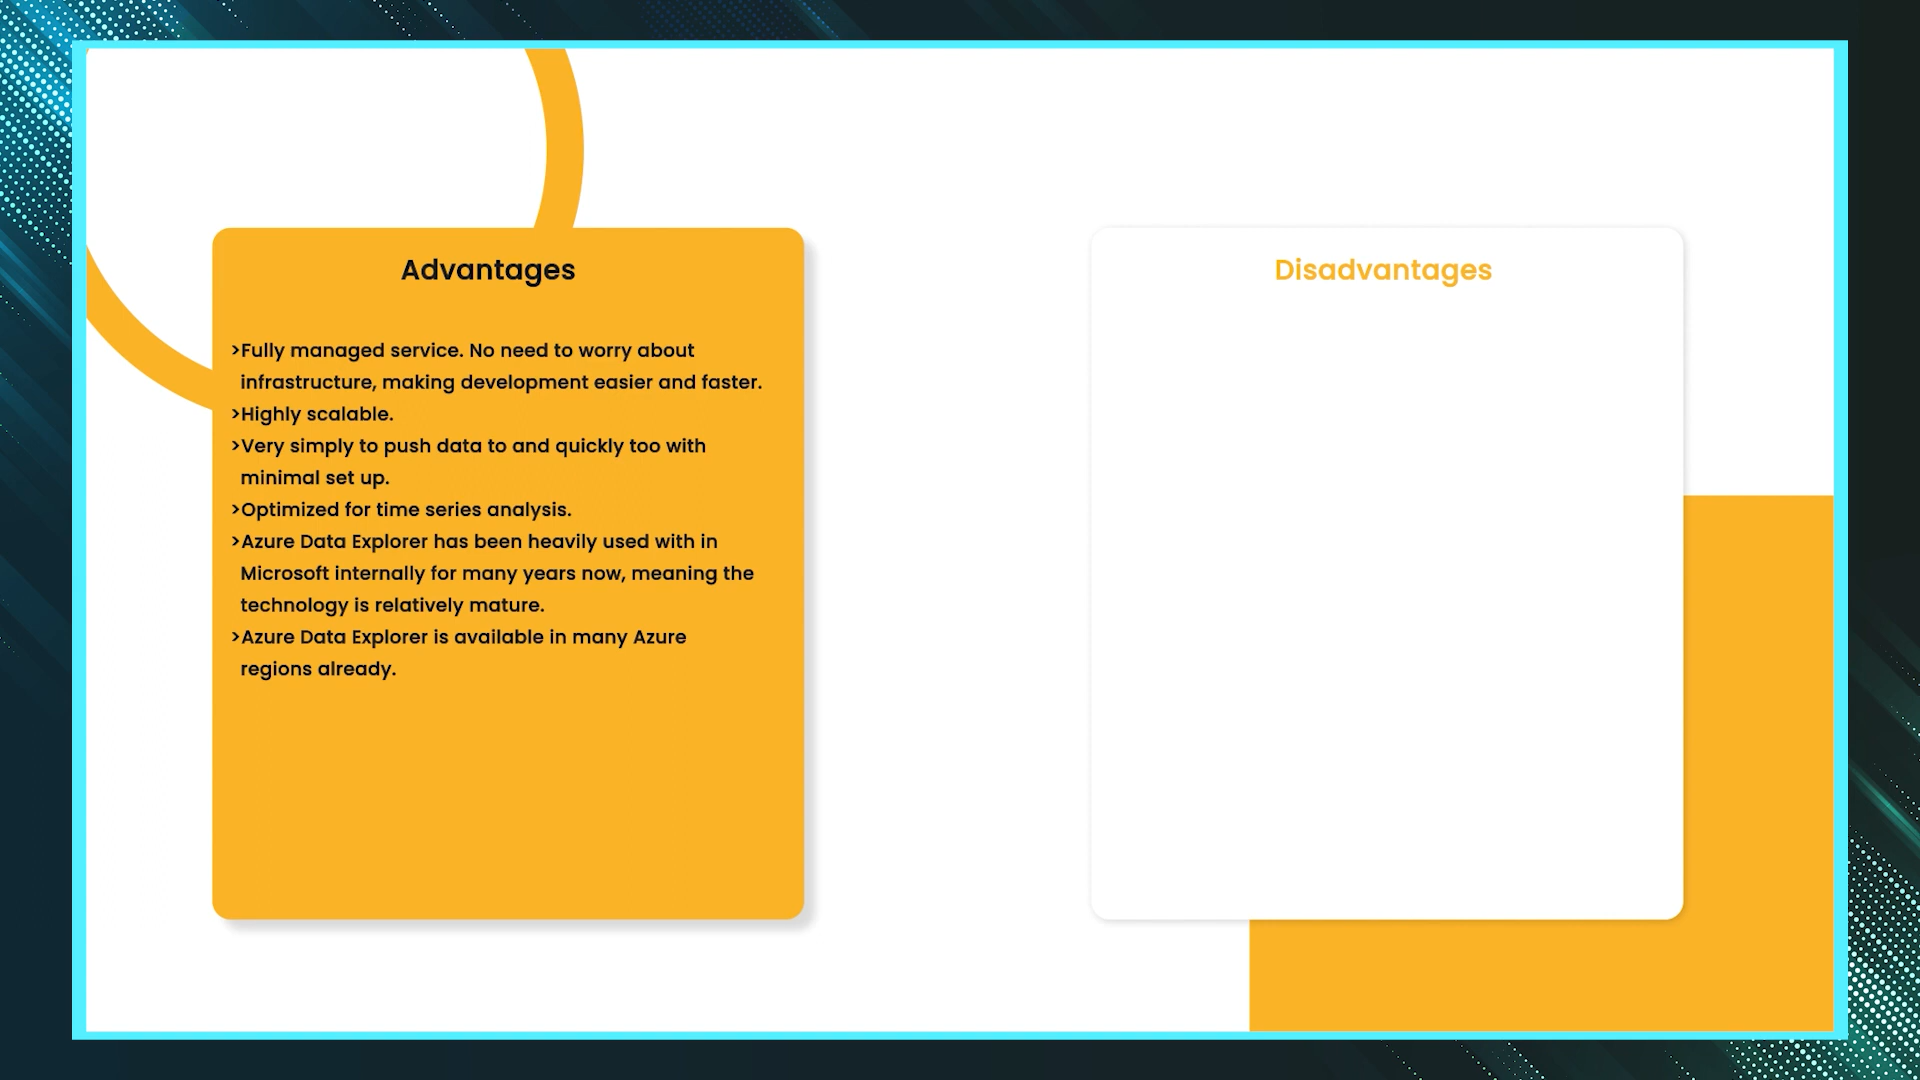 Advantages
>Fully managed service. No need to worry about
infrastructure, making development easier and faster.
>Highly scalable.
>Very simply to push data to and quickly too with
minimal set up.
>Optimized for time series analysis.
>Azure Data Explorer has been heavily used with in
Microsoft internally for many years now, meaning the
technology is relatively mature.
>Azure Data Explorer is available in many Azure
regions already.
Disadvantages